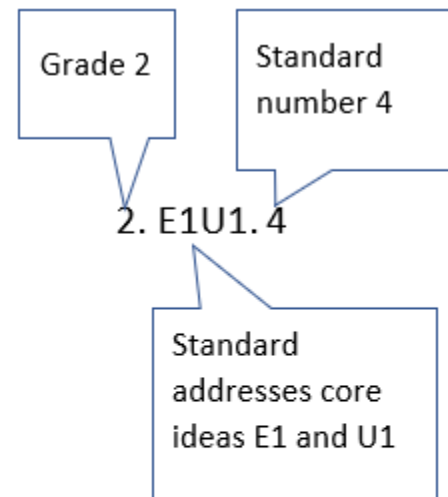 Grade 2
Standard
number 4
2. E1U1. 4
Standard
addresses core
ideas E1 and U1